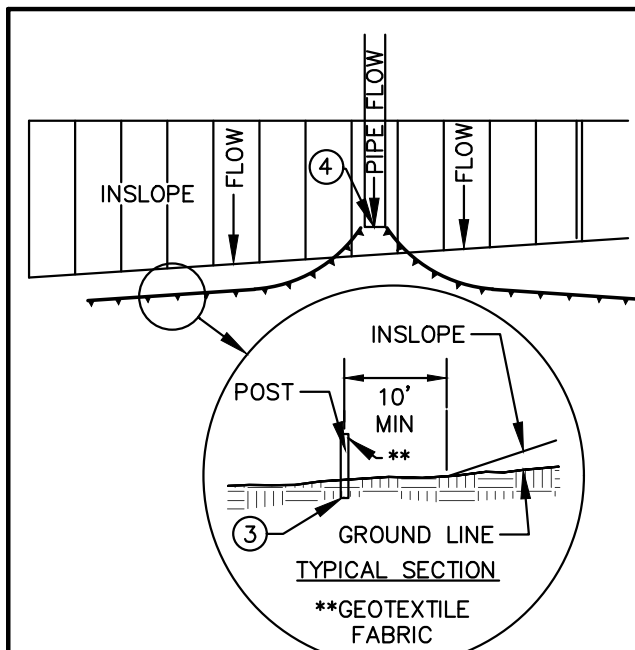 PIPE FLOW
4
FLOW
FLOW
INSLOPE
INSLOPE
POST
10'
MIN
**
3
GROUND LINE
TYPICAL SECTION
**GEOTEXTILE
FABRIC